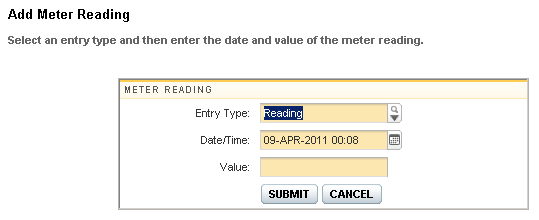 Add Meter Reading
Select an entry type and then enter the date and value of the meter reading.
METER READING
Entry Type: Reading
Date/Time: 09-APR-2011 00:08
Value:
SUBMIT CANCEL